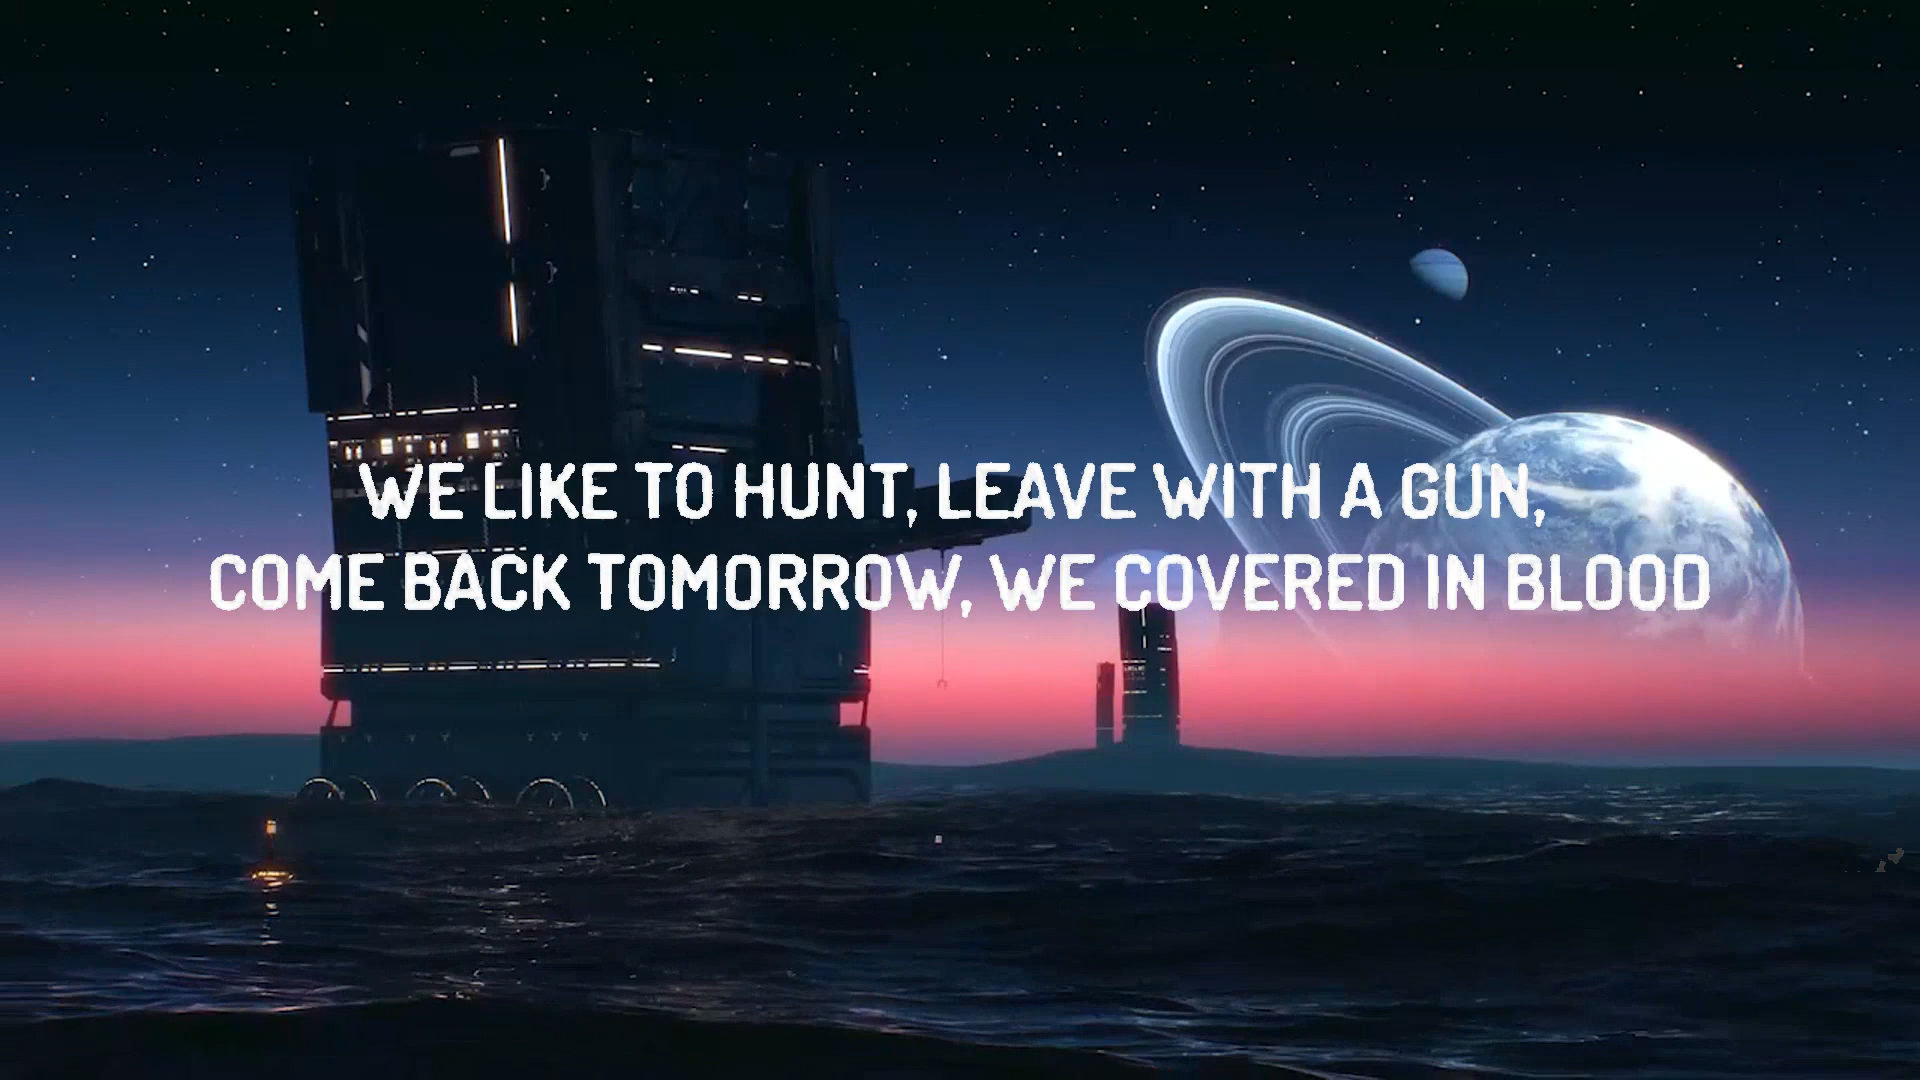 WE LIKE TO HUNT, LEAVE WITH A GUN,
COME BACK TOMORROW, WE COVERED IN BLOOD